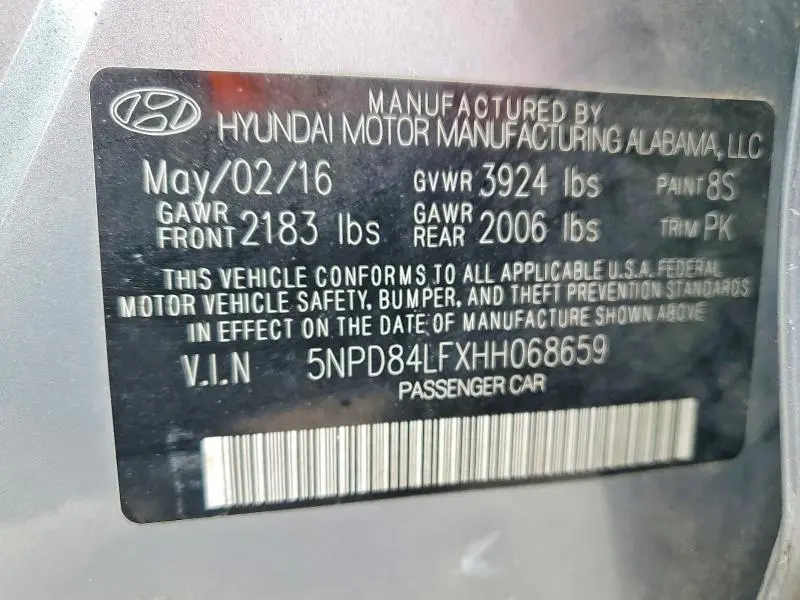 MANUFACTURED BY
HYUNDAI MOTOR MANUFACTURING ALABAMA, LLC
May/02/16 GVWR 3924 lbs PAINT 8S
GAWR FRONT 2183 lbs GAWR REAR 2006 lbs TRIM PK
THIS VEHICLE CONFORMS TO ALL APPLICABLE U.S.A. FEDERAL
MOTOR VEHICLE SAFETY, BUMPER, AND THEFT PREVENTION STANDARDS
IN EFFECT ON THE DATE OF MANUFACTURE SHOWN ABOVE
V.I.N 5NPD84LFXHH068659
PASSENGER CAR